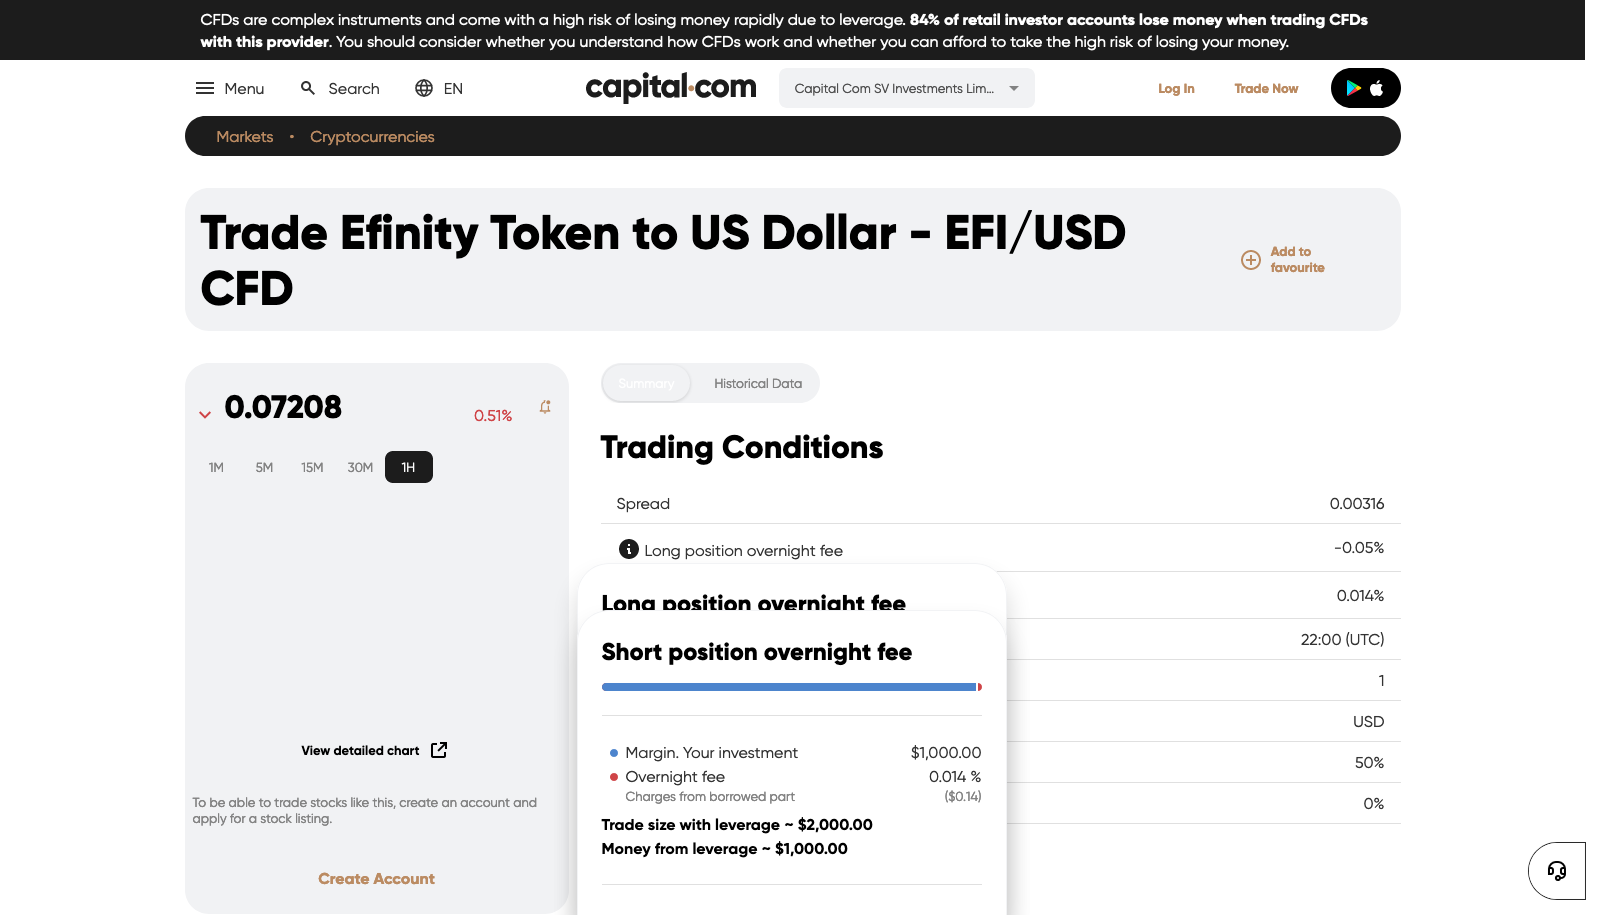 CFDs are complex instruments and come with a high risk of losing money rapidly due to leverage. 84% of retail investor accounts lose money when trading CFDs
with this provider. You should consider whether you understand how CFDs work and whether you can afford to take the high risk of losing your money.
Menu
Search
EN
capital.com
Capital Com SV Investments Lim...
Log In
Trade Now
Markets • Cryptocurrencies
Trade Efinity Token to US Dollar - EFI/USD
CFD
Add to
favourite
0.07208
0.51%
1M 5M 15M 30M 1H
View detailed chart
To be able to trade stocks like this, create an account and
apply for a stock listing.
Create Account
Summary
Historical Data
Trading Conditions
Spread 0.00316
Long position overnight fee -0.05%
0.014%
22:00 (UTC)
1
USD
50%
0%
Long position overnight fee
Short position overnight fee
Margin. Your investment $1,000.00
Overnight fee 0.014 %
Charges from borrowed part ($0.14)
Trade size with leverage ~ $2,000.00
Money from leverage ~ $1,000.00